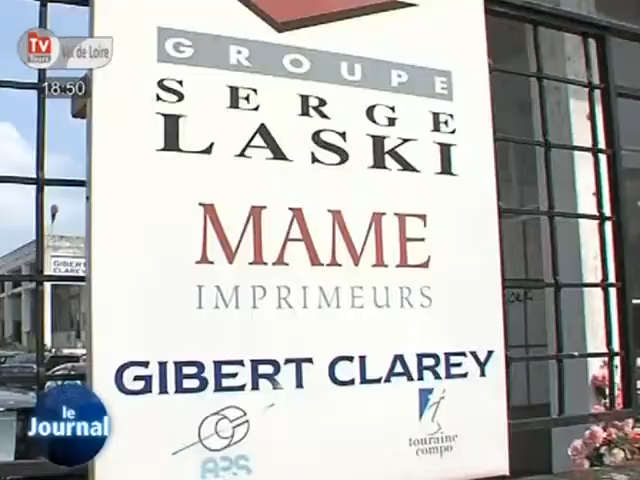 TV Tours
Val de Loire
18:50
GROUPE
SERGE
LASKI
MAME
IMPRIMEURS
GIBERT
CLAREY
GIBERT CLAREY
le
Journal
APS
touraine
compo